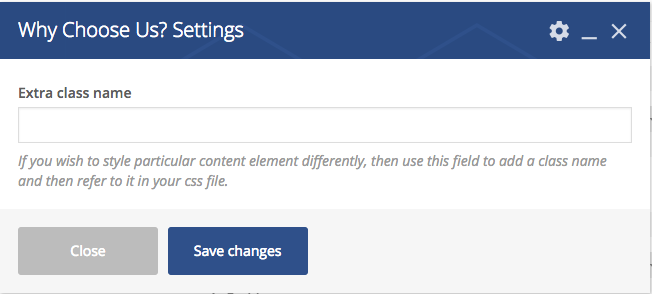 Why Choose Us? Settings
Extra class name
If you wish to style particular content element differently, then use this field to add a class name
and then refer to it in your css file.
Close
Save changes